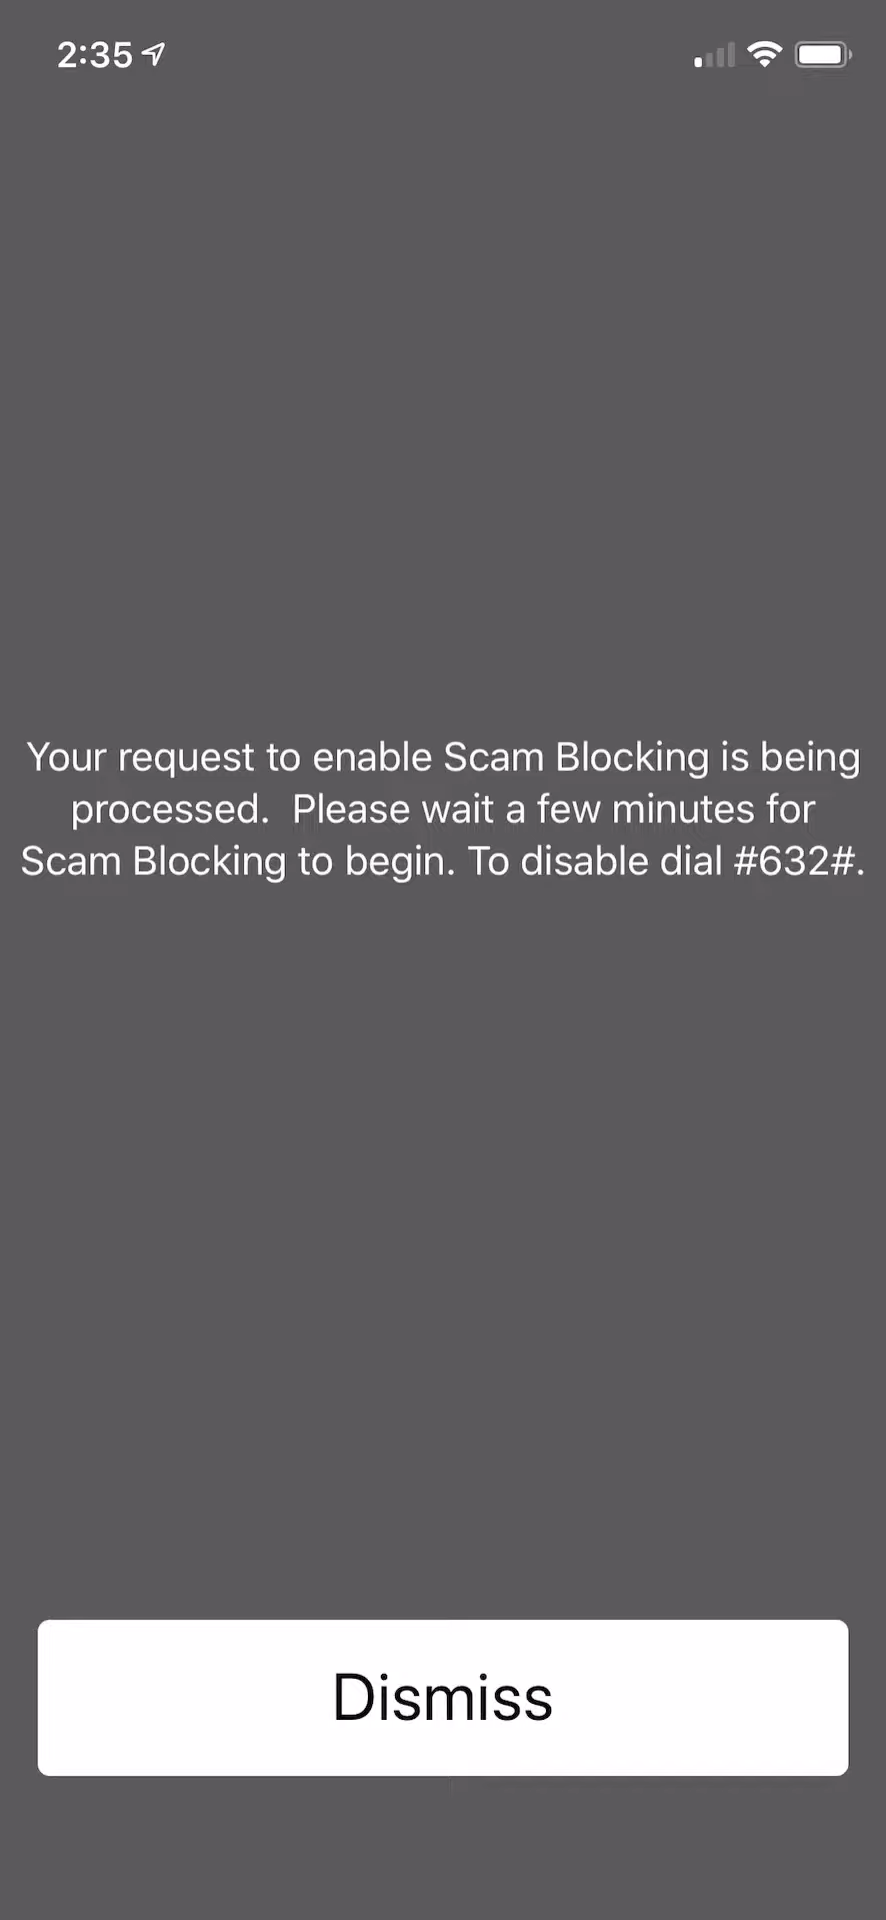 2:35
Your request to enable Scam Blocking is being
processed.  Please wait a few minutes for
Scam Blocking to begin. To disable dial #632#.
Dismiss